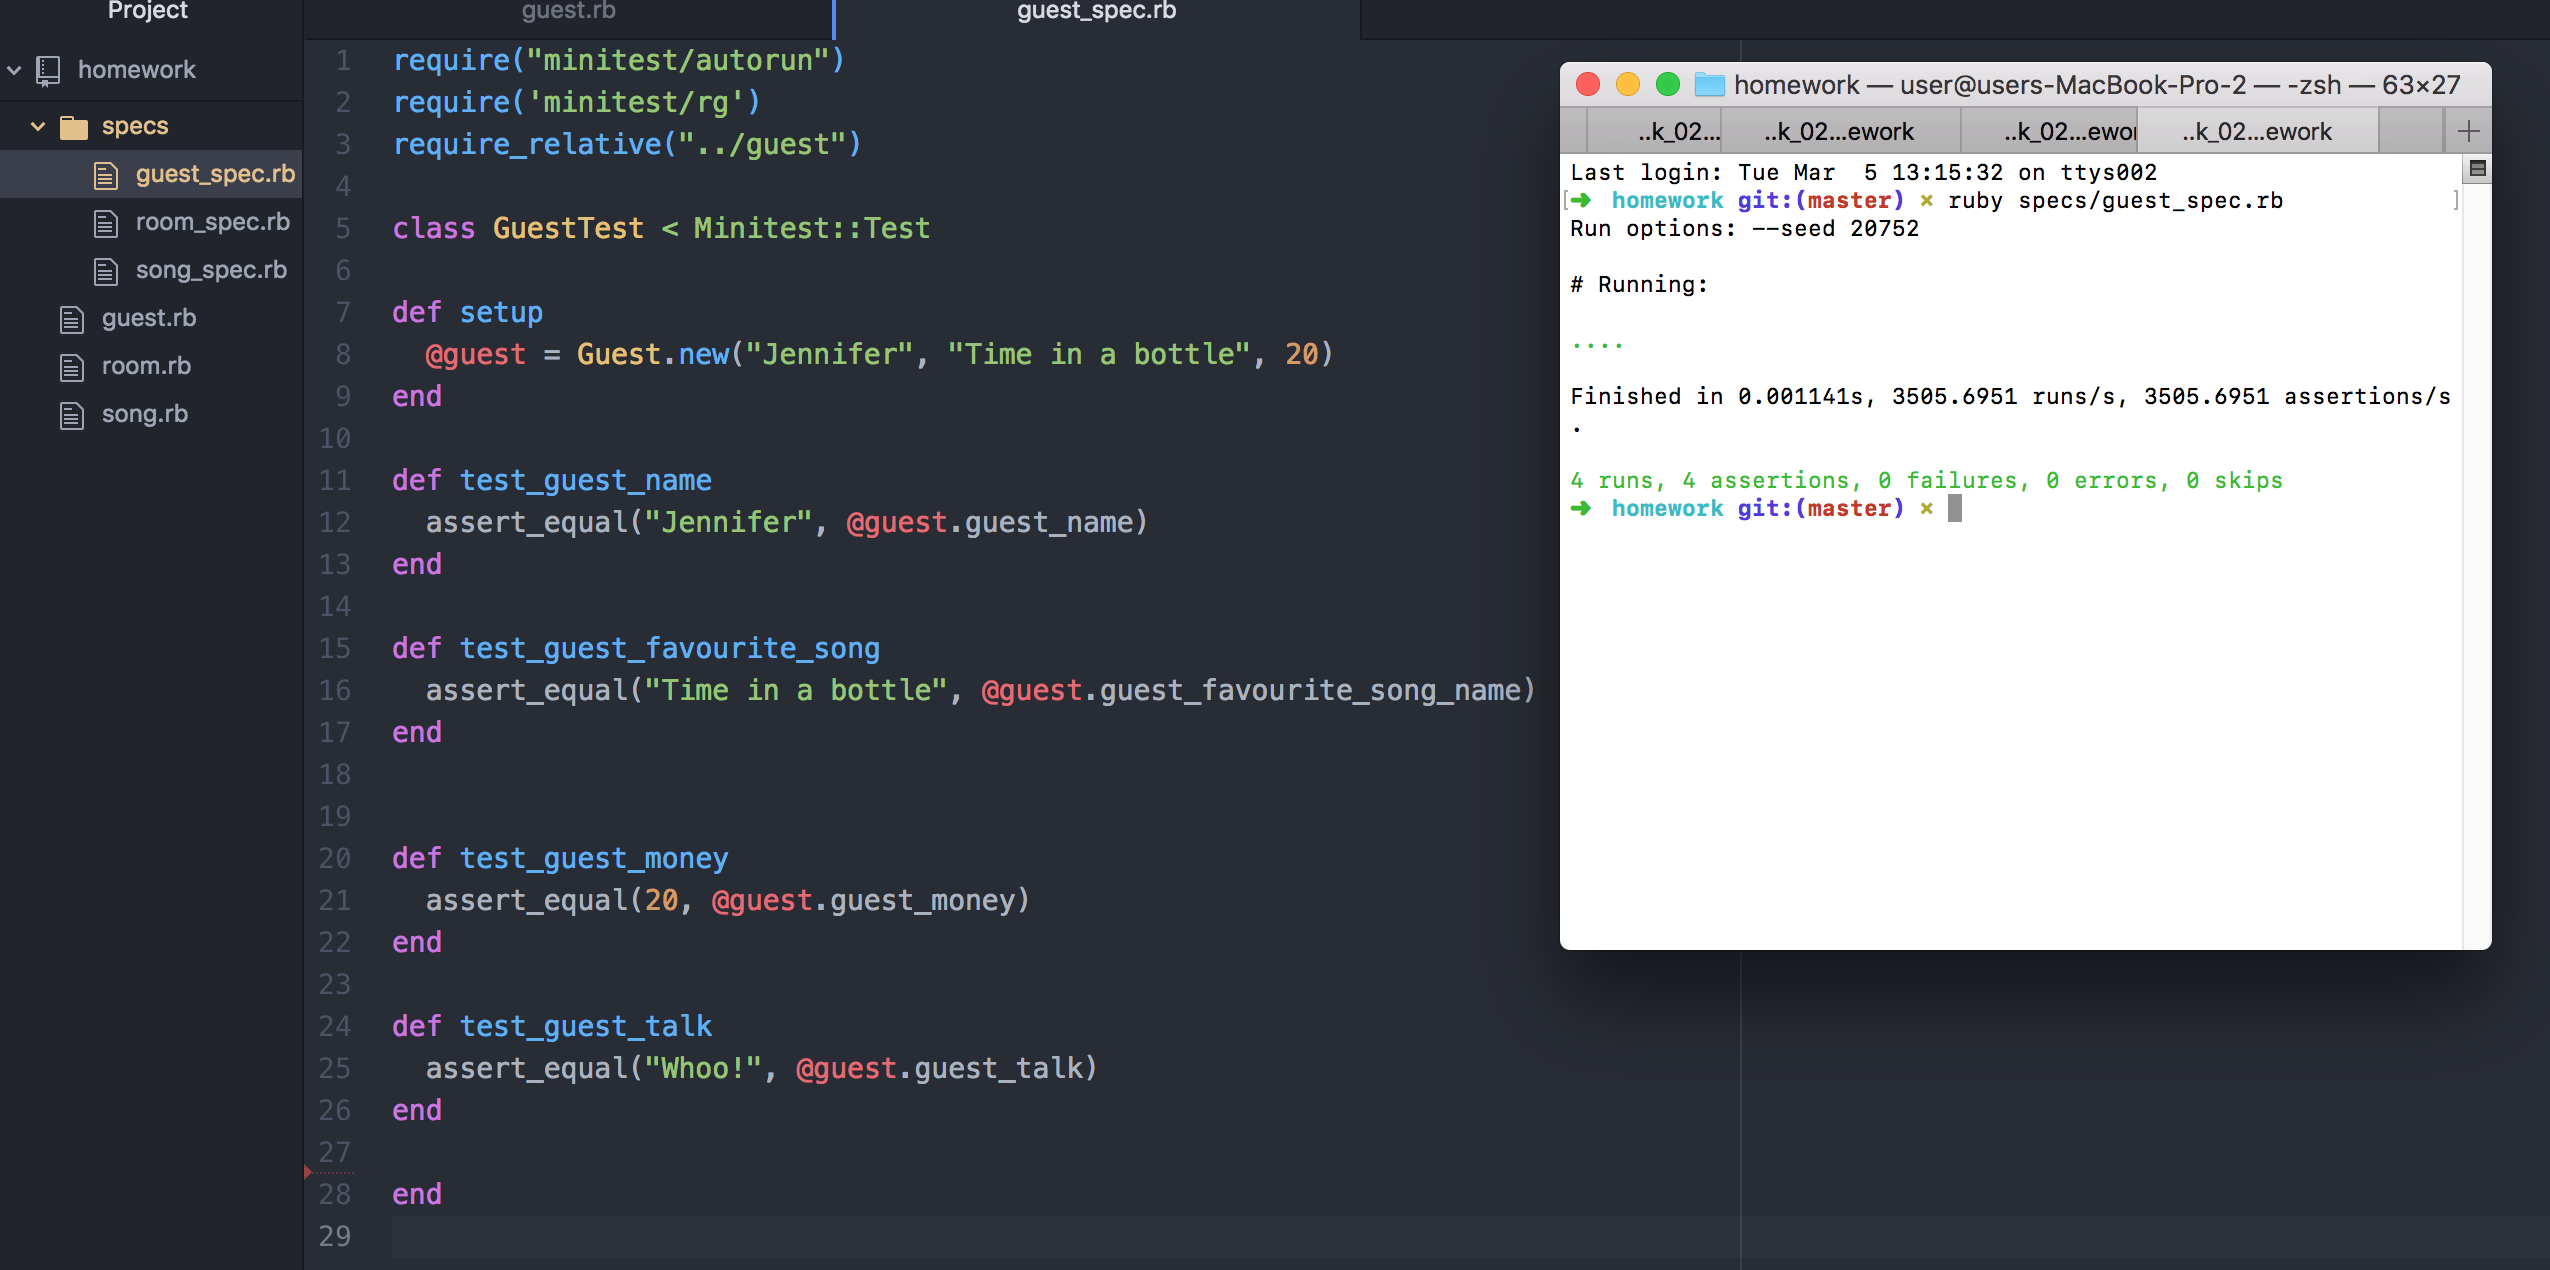 Project
homework
specs
guest_spec.rb
room_spec.rb
song_spec.rb
guest.rb
room.rb
song.rb
guest.rb
guest_spec.rb
1 require("minitest/autorun")
2 require('minitest/rg')
3 require_relative("../guest")
4
5 class GuestTest < Minitest::Test
6
7 def setup
8   @guest = Guest.new("Jennifer", "Time in a bottle", 20)
9 end
10
11 def test_guest_name
12   assert_equal("Jennifer", @guest.guest_name)
13 end
14
15 def test_guest_favourite_song
16   assert_equal("Time in a bottle", @guest.guest_favourite_song_name)
17 end
18
19
20 def test_guest_money
21   assert_equal(20, @guest.guest_money)
22 end
23
24 def test_guest_talk
25   assert_equal("Whoo!", @guest.guest_talk)
26 end
27
28 end
29
homework — user@users-MacBook-Pro-2 — -zsh — 63×27
..k_02... ..k_02...ework ..k_02...ewor ..k_02...ework +
Last login: Tue Mar  5 13:15:32 on ttys002
[➜  homework git:(master) × ruby specs/guest_spec.rb ]
Run options: --seed 20752
# Running:
....
Finished in 0.001141s, 3505.6951 runs/s, 3505.6951 assertions/s
.
4 runs, 4 assertions, 0 failures, 0 errors, 0 skips
➜  homework git:(master) ×